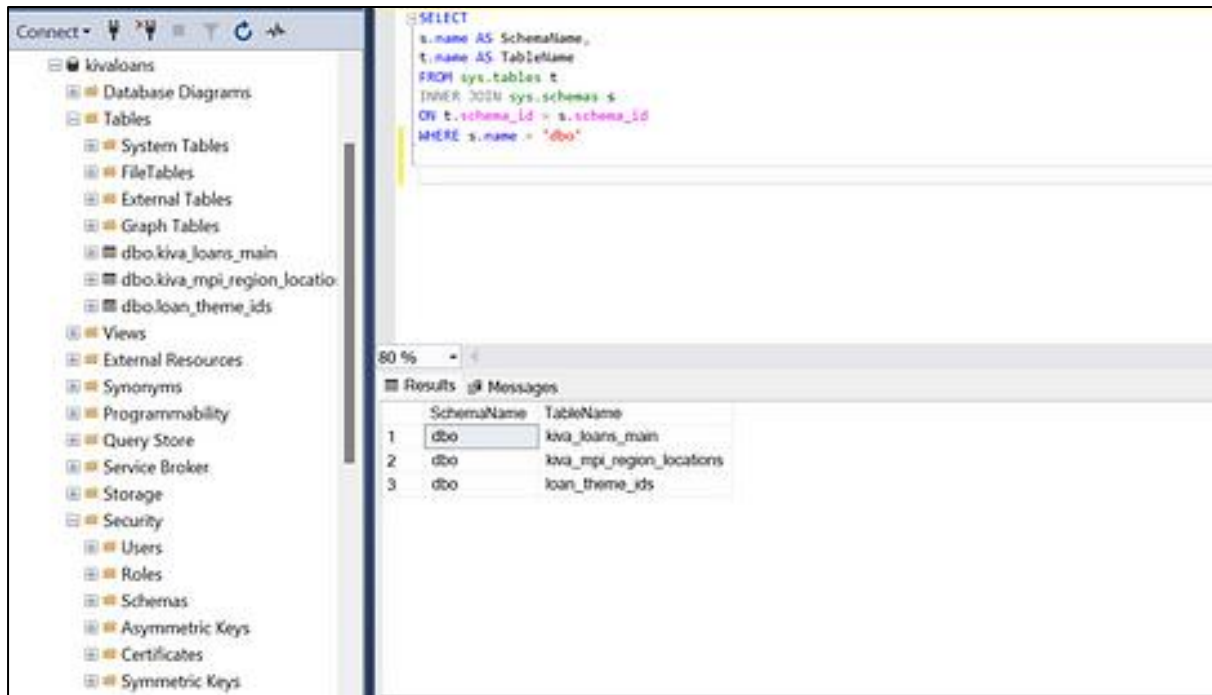 Connect
kivaloans
Database Diagrams
Tables
System Tables
FileTables
External Tables
Graph Tables
dbo.kiva_loans_main
dbo.kiva_mpi_region_locatio
dbo.loan_theme_ids
Views
External Resources
Synonyms
Programmability
Query Store
Service Broker
Storage
Security
Users
Roles
Schemas
Asymmetric Keys
Certificates
Symmetric Keys
SELECT
s.name AS SchemaName,
t.name AS TableName
FROM sys.tables t
INNER JOIN sys.schemas s
ON t.schema_id = s.schema_id
WHERE s.name = 'dbo'
80 %
Results Messages
SchemaName TableName
1 dbo kiva_loans_main
2 dbo kiva_mpi_region_locations
3 dbo loan_theme_ids